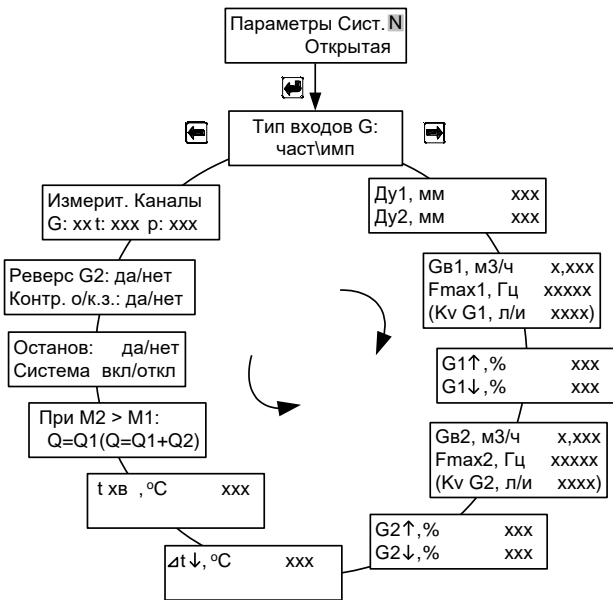 Параметры Сист. N
Открытая
Тип входов G:
част\имп
Ду1, мм xxx
Ду2, мм xxx
Gв1, м3/ч x,xxx
Fmax1, Гц xxxxx
(Kv G1, л/и xxxx)
G1↑,% xxx
G1↓,% xxx
Gв2, м3/ч x,xxx
Fmax2, Гц xxxxx
(Kv G2, л/и xxxx)
G2↑,% xxx
G2↓,% xxx
⊿t↓, °C xxx
t хв , °C xxx
При M2 > M1:
Q=Q1(Q=Q1+Q2)
Останов: да/нет
Система вкл/откл
Реверс G2: да/нет
Контр. о/к.з.: да/нет
Измерит. Каналы
G: xx t: xxx p: xxx